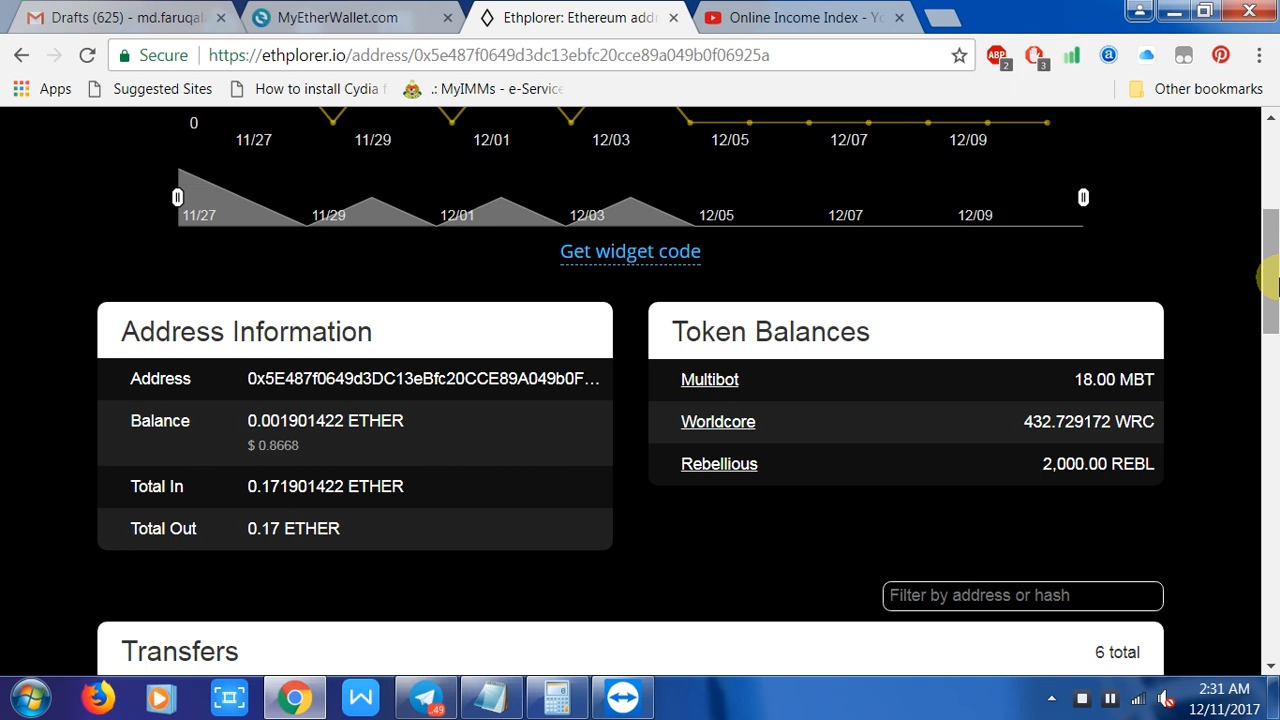 Drafts (625) - md.faruqal
MyEtherWallet.com
Ethplorer: Ethereum addr
Online Income Index - Yo
Secure
https://ethplorer.io/address/0x5e487f0649d3dc13ebfc20cce89a049b0f06925a
ABP
2
3
Apps
Suggested Sites
How to install Cydia f
.: MyIMMs - e-Service
Other bookmarks
0
11/27
11/29
12/01
12/03
12/05
12/07
12/09
11/27
11/29
12/01
12/03
12/05
12/07
12/09
Get widget code
Address Information
Address
0x5E487f0649d3DC13eBfc20CCE89A049b0F...
Balance
0.001901422 ETHER
$ 0.8668
Total In
0.171901422 ETHER
Total Out
0.17 ETHER
Token Balances
Multibot
18.00 MBT
Worldcore
432.729172 WRC
Rebellious
2,000.00 REBL
Filter by address or hash
Transfers
6 total
49
2:31 AM
12/11/2017